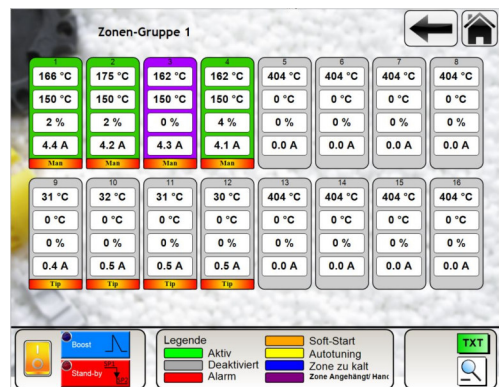 Zonen-Gruppe 1
1 2 3 4 5 6 7 8
166 °C 175 °C 162 °C 162 °C 404 °C 404 °C 404 °C 404 °C
150 °C 150 °C 150 °C 150 °C 0 °C 0 °C 0 °C 0 °C
2 % 2 % 0 % 4 % 0 % 0 % 0 % 0 %
4.4 A 4.2 A 4.3 A 4.1 A 0.0 A 0.0 A 0.0 A 0.0 A
Man Man Man Man
9 10 11 12 13 14 15 16
31 °C 32 °C 31 °C 30 °C 404 °C 404 °C 404 °C 404 °C
0 °C 0 °C 0 °C 0 °C 0 °C 0 °C 0 °C 0 °C
0 % 0 % 0 % 0 % 0 % 0 % 0 % 0 %
0.4 A 0.5 A 0.5 A 0.5 A 0.0 A 0.0 A 0.0 A 0.0 A
Tip Tip Tip Tip
1
Boost
Stand-by
SP1
SP2
Legende
Aktiv
Deaktiviert
Alarm
Soft-Start
Autotuning
Zone zu kalt
Zone Angehängt/ Hand
TXT